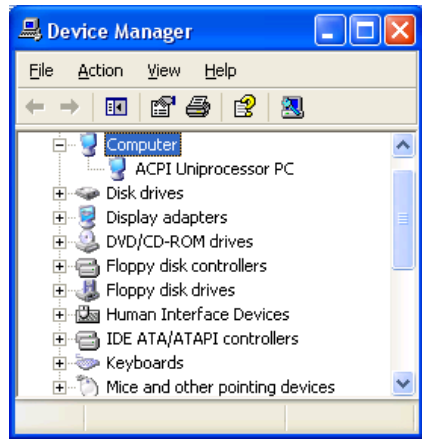 Device Manager
File Action View Help
Computer
ACPI Uniprocessor PC
Disk drives
Display adapters
DVD/CD-ROM drives
Floppy disk controllers
Floppy disk drives
Human Interface Devices
IDE ATA/ATAPI controllers
Keyboards
Mice and other pointing devices